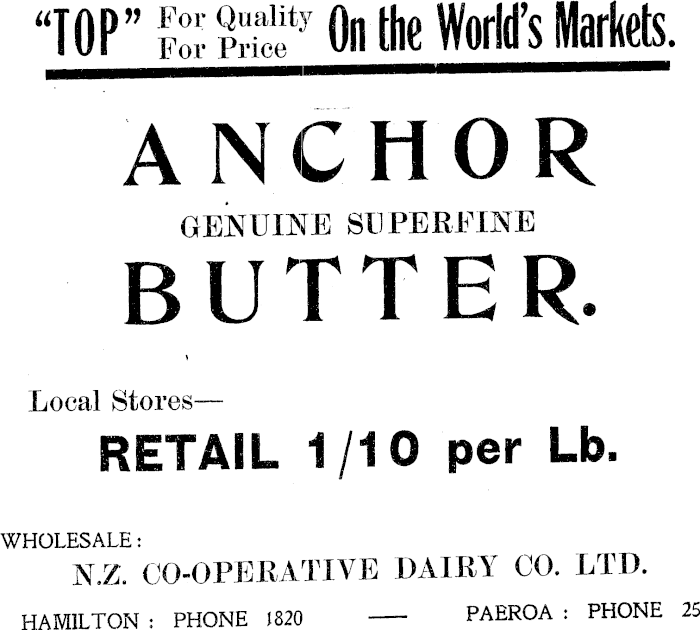 "TOP" For Quality For Price On the World's Markets.
ANCHOR
GENUINE SUPERFINE
BUTTER.
Local Stores—
RETAIL 1/10 per Lb.
WHOLESALE:
N.Z. CO-OPERATIVE DAIRY CO. LTD.
HAMILTON: PHONE 1820 — PAEROA: PHONE 25